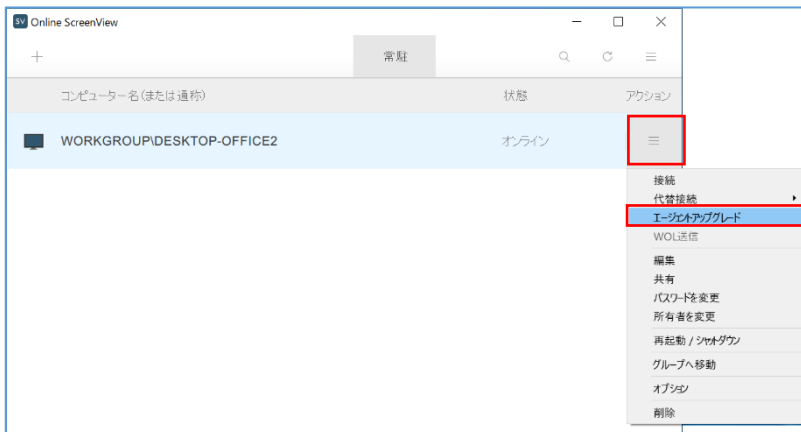 SV Online ScreenView
常駐
コンピューター名(または通称) 状態 アクション
WORKGROUP\DESKTOP-OFFICE2 オンライン
接続
代替接続
エージェントアップグレード
WOL送信
編集
共有
パスワードを変更
所有者を変更
再起動 / シャットダウン
グループへ移動
オプション
削除